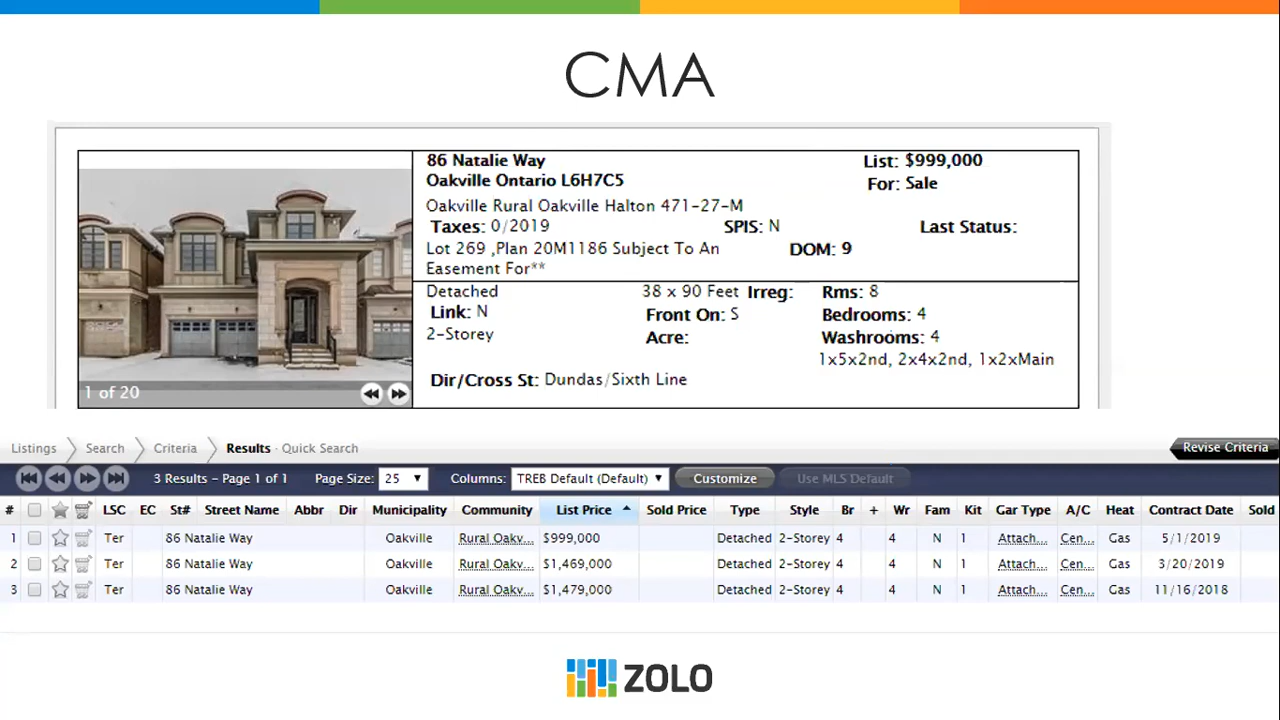 CMA
86 Natalie Way List: $999,000
Oakville Ontario L6H7C5 For: Sale
Oakville Rural Oakville Halton 471-27-M
Taxes: 0/2019 SPIS: N Last Status:
Lot 269 ,Plan 20M1186 Subject To An DOM: 9
Easement For**
Detached 38 x 90 Feet Irreg: Rms: 8
Link: N Front On: S Bedrooms: 4
2-Storey Acre: Washrooms: 4
1x5x2nd, 2x4x2nd, 1x2xMain
Dir/Cross St: Dundas/Sixth Line
1 of 20
Listings Search Criteria Results - Quick Search Revise Criteria
3 Results - Page 1 of 1 Page Size: 25 Columns: TREB Default (Default) Customize Use MLS Default
# LSC EC St# Street Name Abbr Dir Municipality Community List Price Sold Price Type Style Br + Wr Fam Kit Gar Type A/C Heat Contract Date Sold
1 Ter 86 Natalie Way Oakville Rural Oakv... $999,000 Detached 2-Storey 4 4 N 1 Attach... Cen... Gas 5/1/2019
2 Ter 86 Natalie Way Oakville Rural Oakv... $1,469,000 Detached 2-Storey 4 4 N 1 Attach... Cen... Gas 3/20/2019
3 Ter 86 Natalie Way Oakville Rural Oakv... $1,479,000 Detached 2-Storey 4 4 N 1 Attach... Cen... Gas 11/16/2018
ZOLO